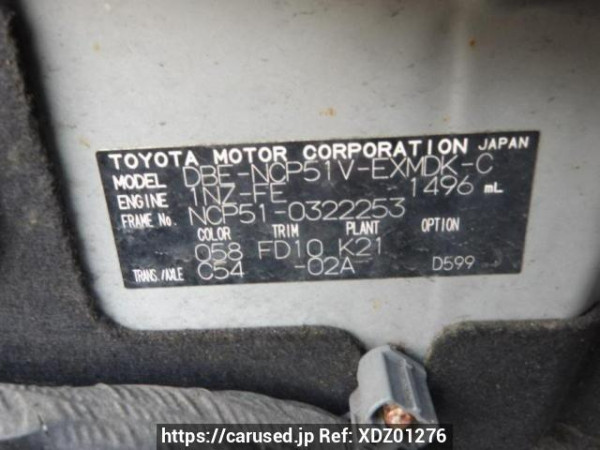 TOYOTA MOTOR CORPORATION JAPAN
MODEL DBE-NCP51V-EXMDK-C
ENGINE 1NZ-FE 1496 mL
FRAME No. NCP51-0322253
COLOR TRIM PLANT OPTION
058 FD10 K21
TRANS./AXLE C54 -02A D599
https://carused.jp Ref: XDZ01276